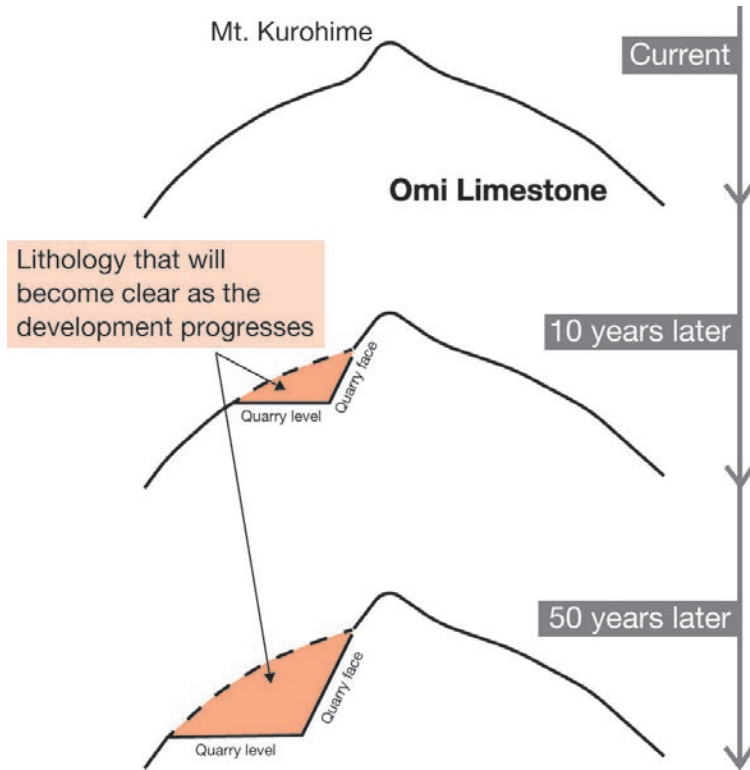 Mt. Kurohime
Current
Omi Limestone
Lithology that will
become clear as the
development progresses
10 years later
Quarry face
Quarry level
50 years later
Quarry face
Quarry level